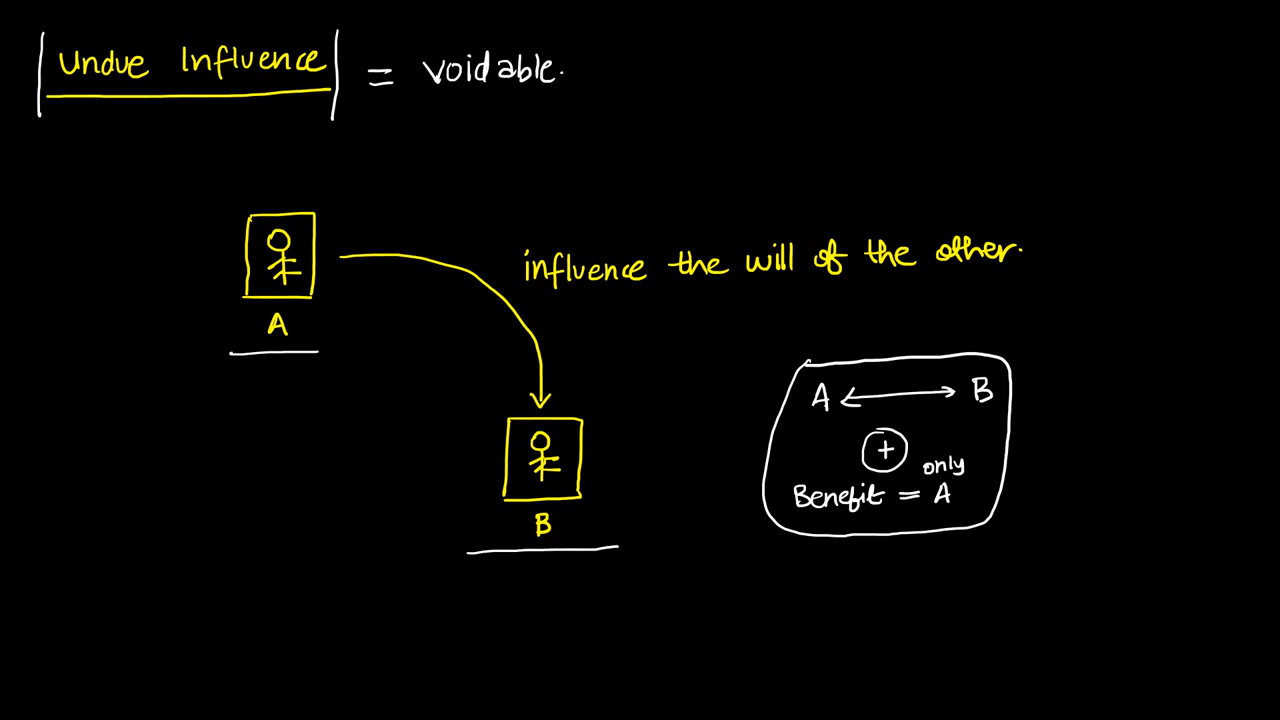 Undue Influence = voidable.
influence the will of the other.
A
B
A ⟷ B
+
only
Benefit = A